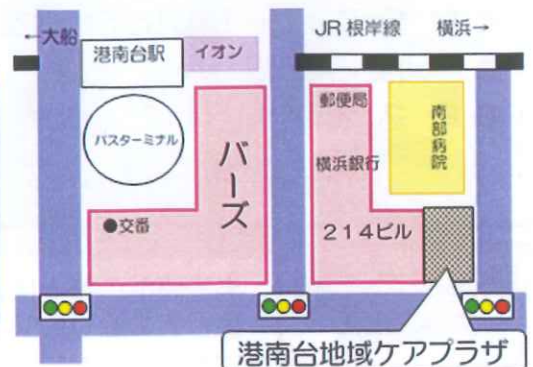 ←大船
JR 根岸線　横浜→
港南台駅
イオン
バスターミナル
バーズ
●交番
郵便局
横浜銀行
南部病院
214ビル
港南台地域ケアプラザ